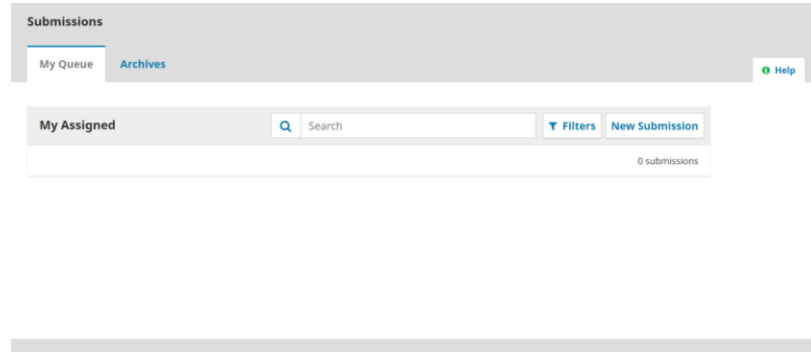 Submissions
My Queue Archives
Help
My Assigned Search Filters New Submission
0 submissions